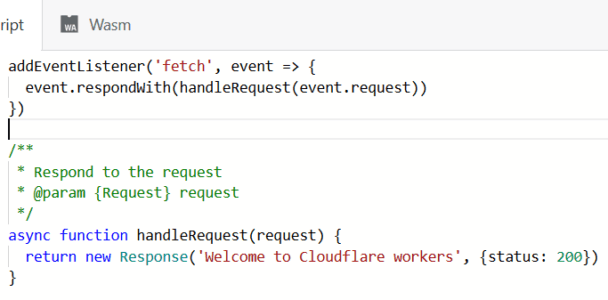 ript
WA Wasm
addEventListener('fetch', event => {
  event.respondWith(handleRequest(event.request))
})
/**
 * Respond to the request
 * @param {Request} request
 */
async function handleRequest(request) {
  return new Response('Welcome to Cloudflare workers', {status: 200})
}